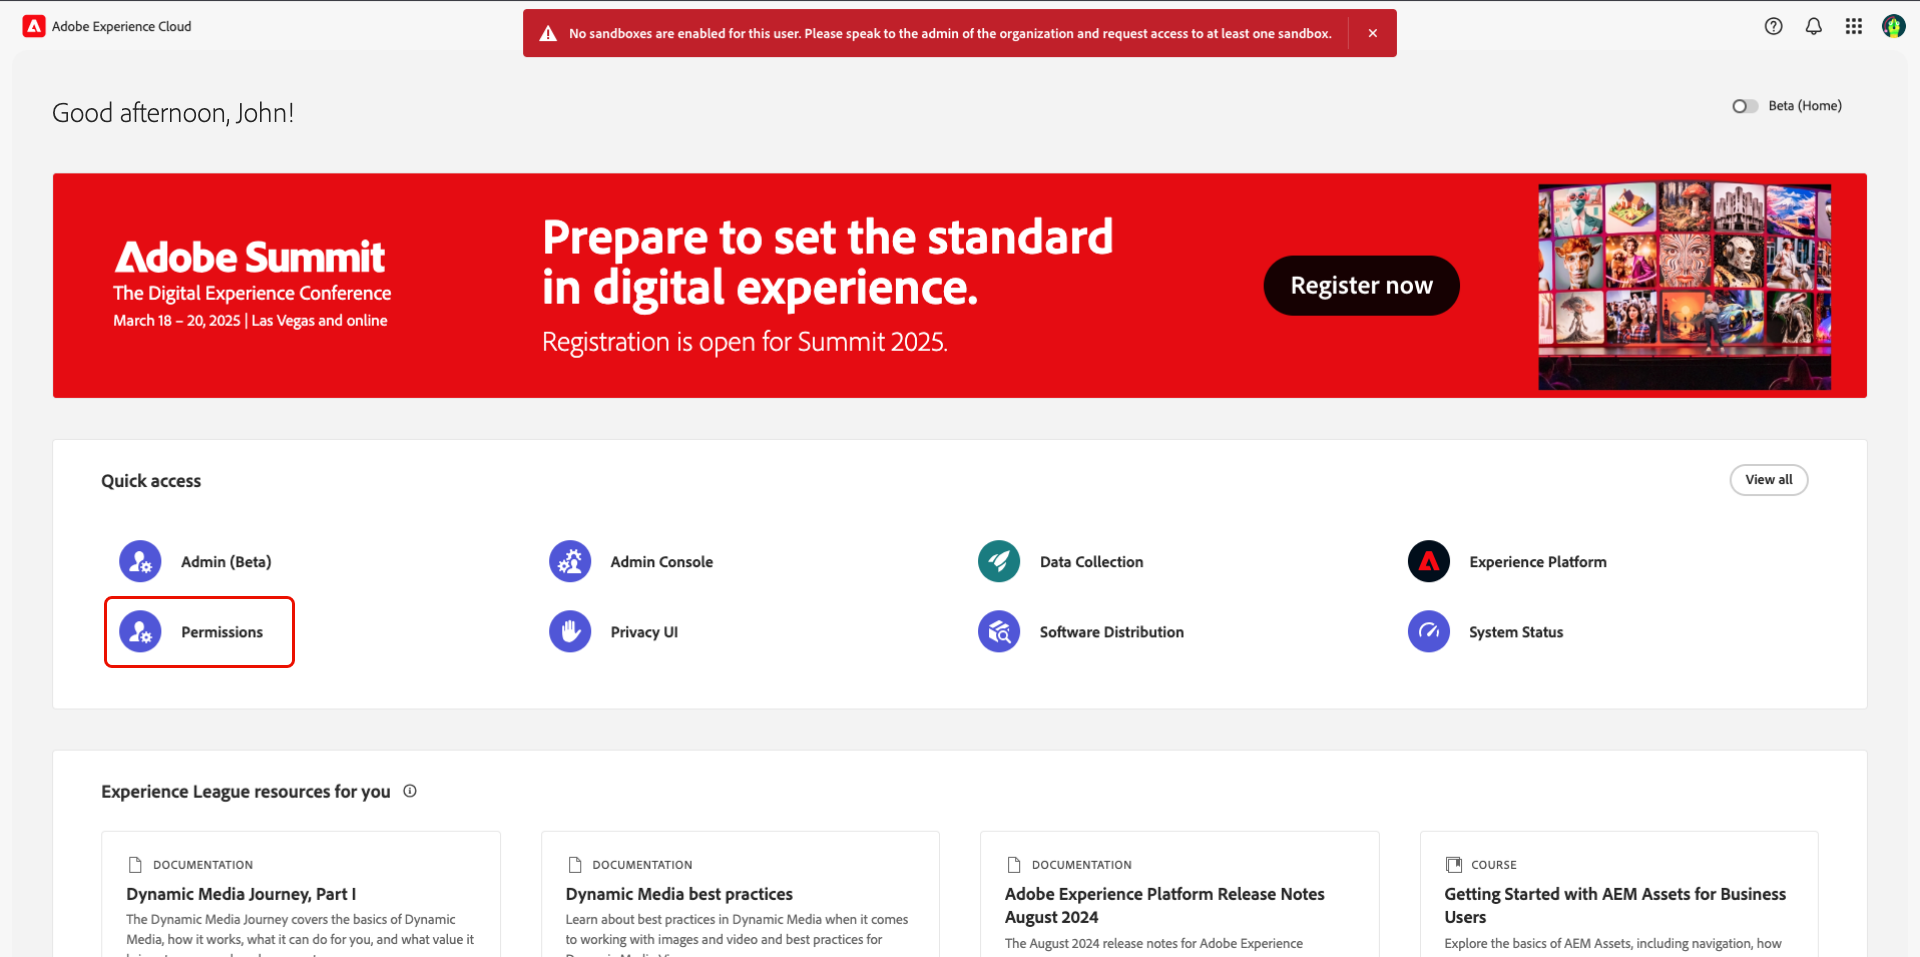 Adobe Experience Cloud
No sandboxes are enabled for this user. Please speak to the admin of the organization and request access to at least one sandbox.
Good afternoon, John!
Beta (Home)
Adobe Summit
The Digital Experience Conference
March 18 – 20, 2025 | Las Vegas and online
Prepare to set the standard
in digital experience.
Registration is open for Summit 2025.
Register now
Quick access
View all
Admin (Beta)
Admin Console
Data Collection
Experience Platform
Permissions
Privacy UI
Software Distribution
System Status
Experience League resources for you
DOCUMENTATION
Dynamic Media Journey, Part I
The Dynamic Media Journey covers the basics of Dynamic
Media, how it works, what it can do for you, and what value it
DOCUMENTATION
Dynamic Media best practices
Learn about best practices in Dynamic Media when it comes
to working with images and video and best practices for
DOCUMENTATION
Adobe Experience Platform Release Notes
August 2024
The August 2024 release notes for Adobe Experience
COURSE
Getting Started with AEM Assets for Business
Users
Explore the basics of AEM Assets, including navigation, how